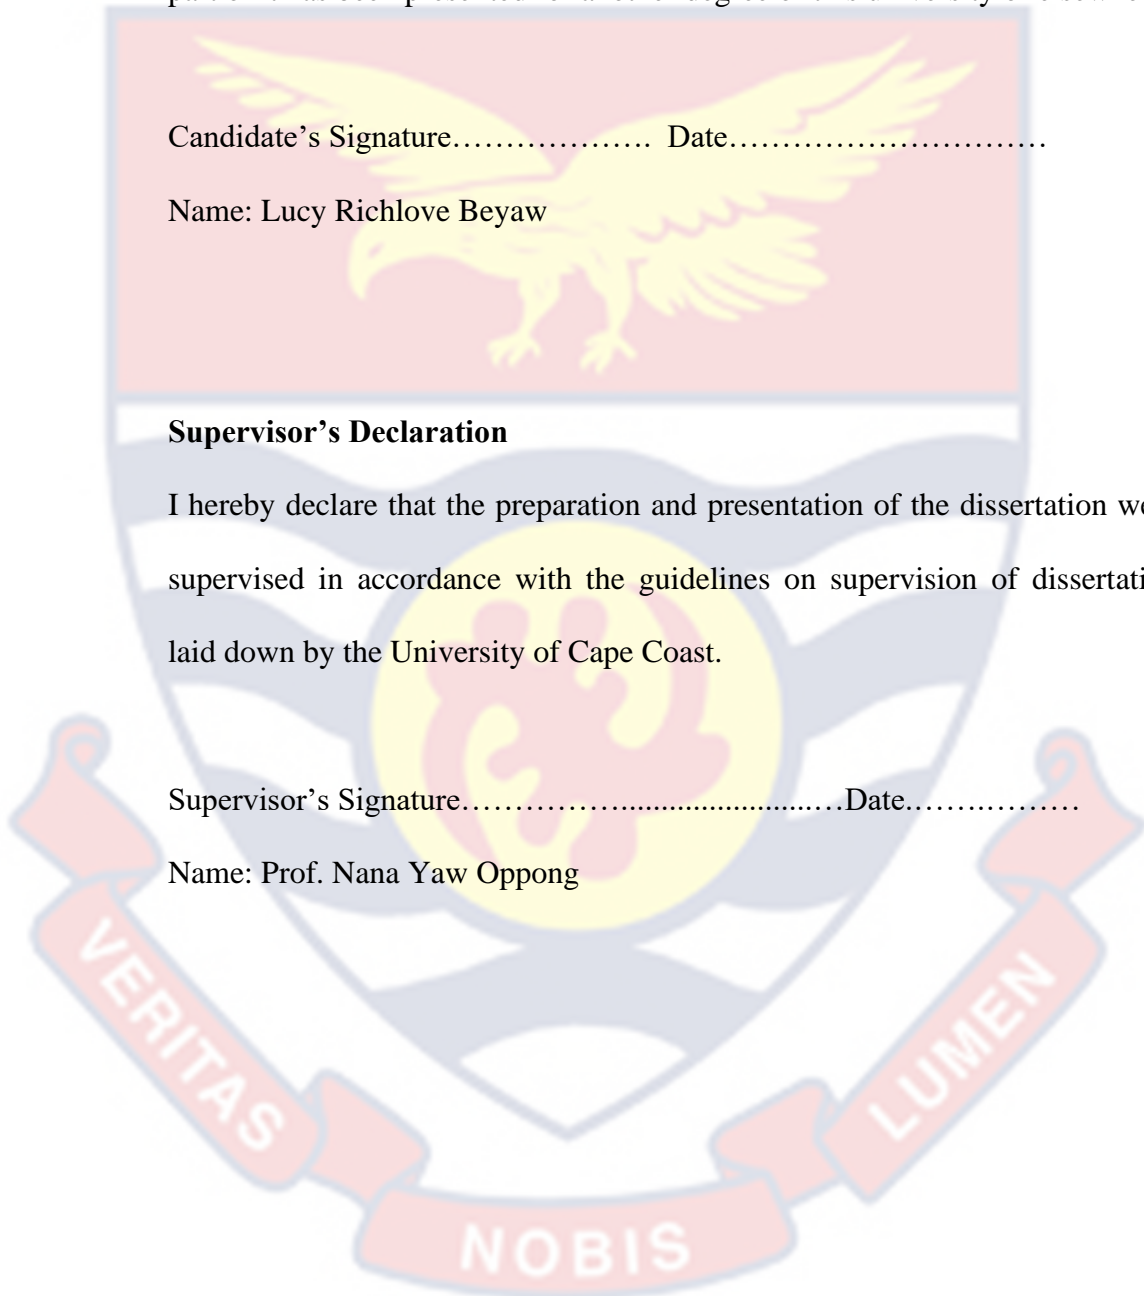 Candidate’s Signature………………. Date…………………………
Name: Lucy Richlove Beyaw
Supervisor’s Declaration
I hereby declare that the preparation and presentation of the dissertation
supervised in accordance with the guidelines on supervision of
laid down by the University of Cape Coast.
Supervisor’s Signature……………........................…Date……..………
Name: Prof. Nana Yaw Oppong
VERITAS
NOBIS
LUMEN